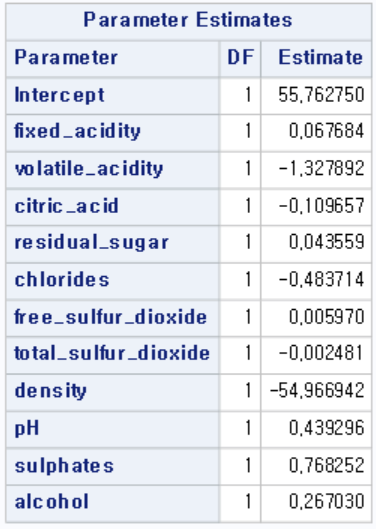 Parameter Estimates
Parameter DF Estimate
Intercept 1 55,762750
fixed_acidity 1 0,067684
volatile_acidity 1 -1,327892
citric_acid 1 -0,109657
residual_sugar 1 0,043559
chlorides 1 -0,483714
free_sulfur_dioxide 1 0,005970
total_sulfur_dioxide 1 -0,002481
density 1 -54,966942
pH 1 0,439296
sulphates 1 0,768252
alcohol 1 0,267030